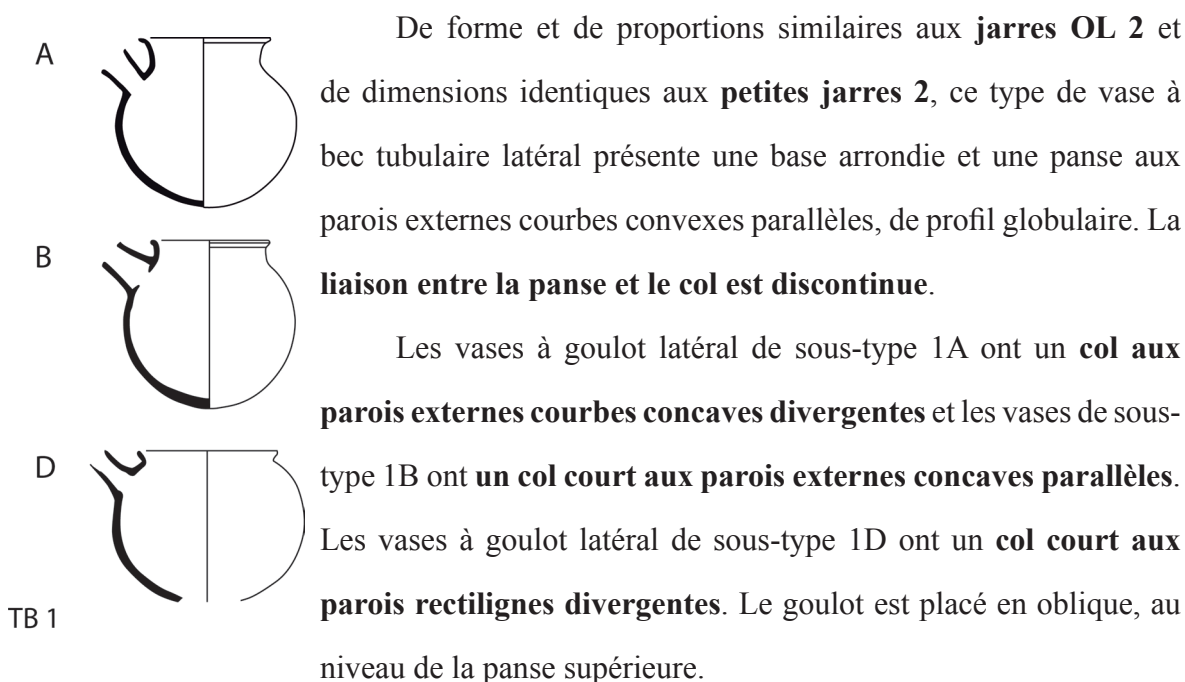 A
B
D
TB 1
De forme et de proportions similaires aux jarres OL 2 et
de dimensions identiques aux petites jarres 2, ce type de vase à
bec tubulaire latéral présente une base arrondie et une panse aux
parois externes courbes convexes parallèles, de profil globulaire. La
liaison entre la panse et le col est discontinue.
Les vases à goulot latéral de sous-type 1A ont un col aux
parois externes courbes concaves divergentes et les vases de sous-
type 1B ont un col court aux parois externes concaves parallèles.
Les vases à goulot latéral de sous-type 1D ont un col court aux
parois rectilignes divergentes. Le goulot est placé en oblique, au
niveau de la panse supérieure.